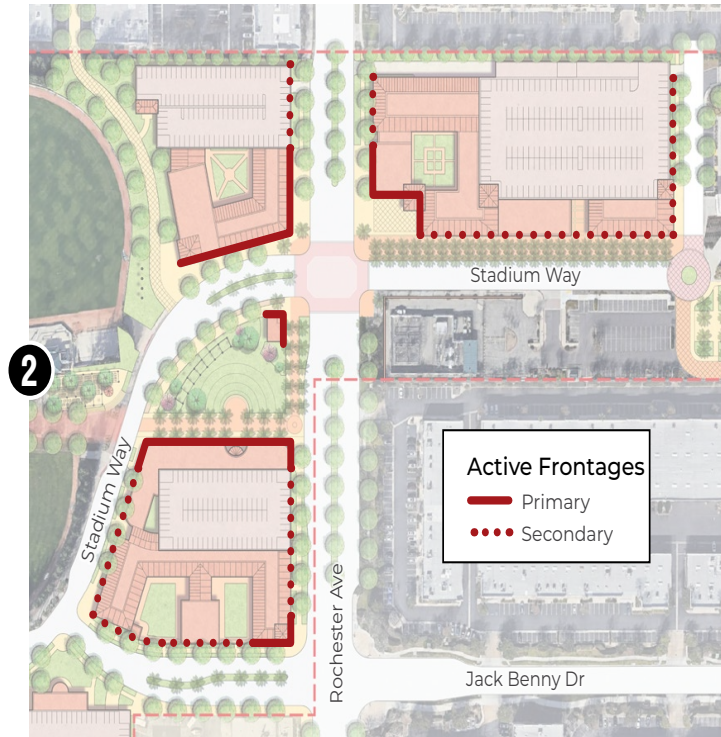 Stadium Way
2
Active Frontages
Primary
Secondary
Stadium Way
Rochester Ave
Jack Benny Dr